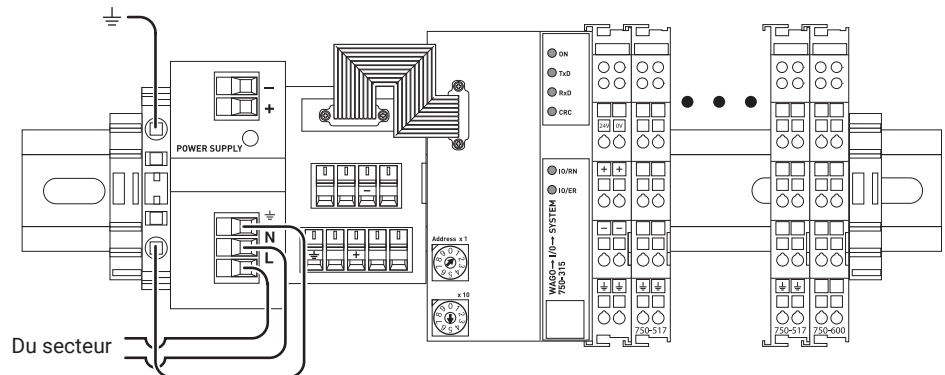 −
+
POWER SUPPLY
N
L
Du secteur
−
+
Address x 1
x 10
ON
TxD
RxD
CRC
IO/RN
IO/ER
WAGO→ I/O→ SYSTEM
750-315
24V 0V
+ +
− −
750-517
750-517
750-600